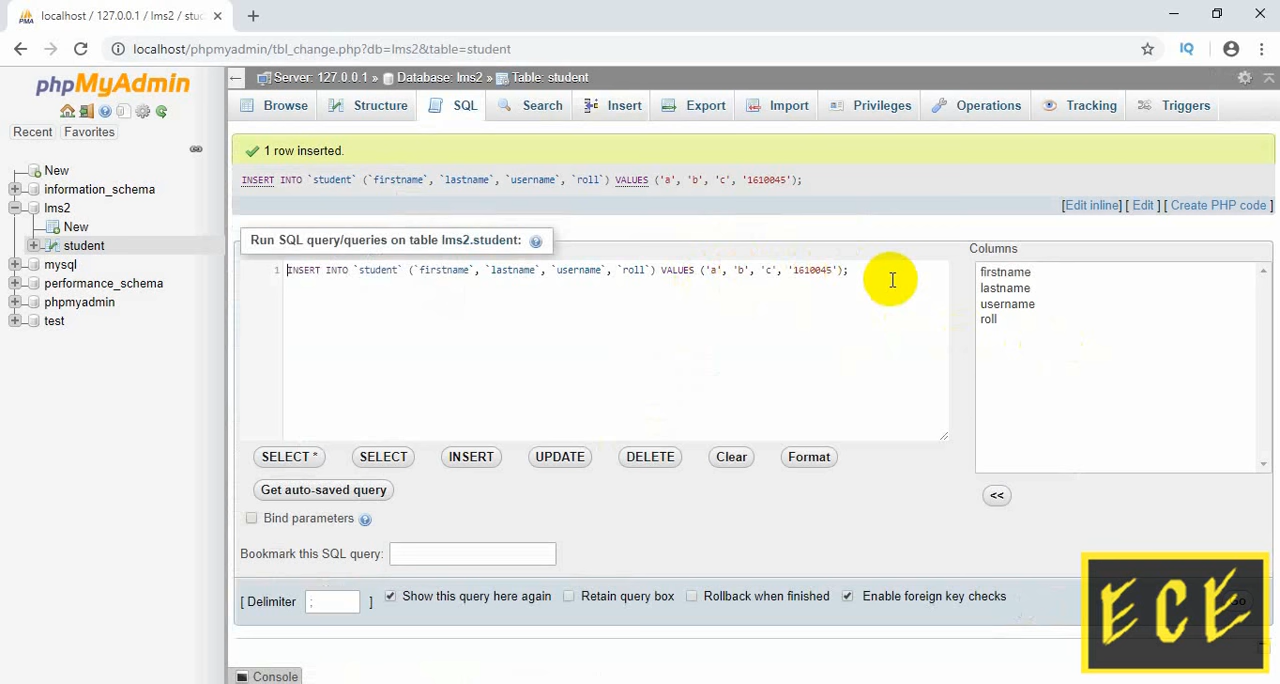 localhost / 127.0.0.1 / lms2 / stud
localhost/phpmyadmin/tbl_change.php?db=lms2&table=student
phpMyAdmin
Recent Favorites
New
information_schema
lms2
New
student
mysql
performance_schema
phpmyadmin
test
Server: 127.0.0.1 » Database: lms2 » Table: student
Browse Structure SQL Search Insert Export Import Privileges Operations Tracking Triggers
1 row inserted.
INSERT INTO `student` (`firstname`, `lastname`, `username`, `roll`) VALUES ('a', 'b', 'c', '1610045');
[Edit inline] [ Edit ] [ Create PHP code ]
Run SQL query/queries on table lms2.student:
1 INSERT INTO `student` (`firstname`, `lastname`, `username`, `roll`) VALUES ('a', 'b', 'c', '1610045');
Columns
firstname
lastname
username
roll
SELECT * SELECT INSERT UPDATE DELETE Clear Format
<<
Get auto-saved query
Bind parameters
Bookmark this SQL query:
[ Delimiter ; ] Show this query here again Retain query box Rollback when finished Enable foreign key checks
ECE
Console